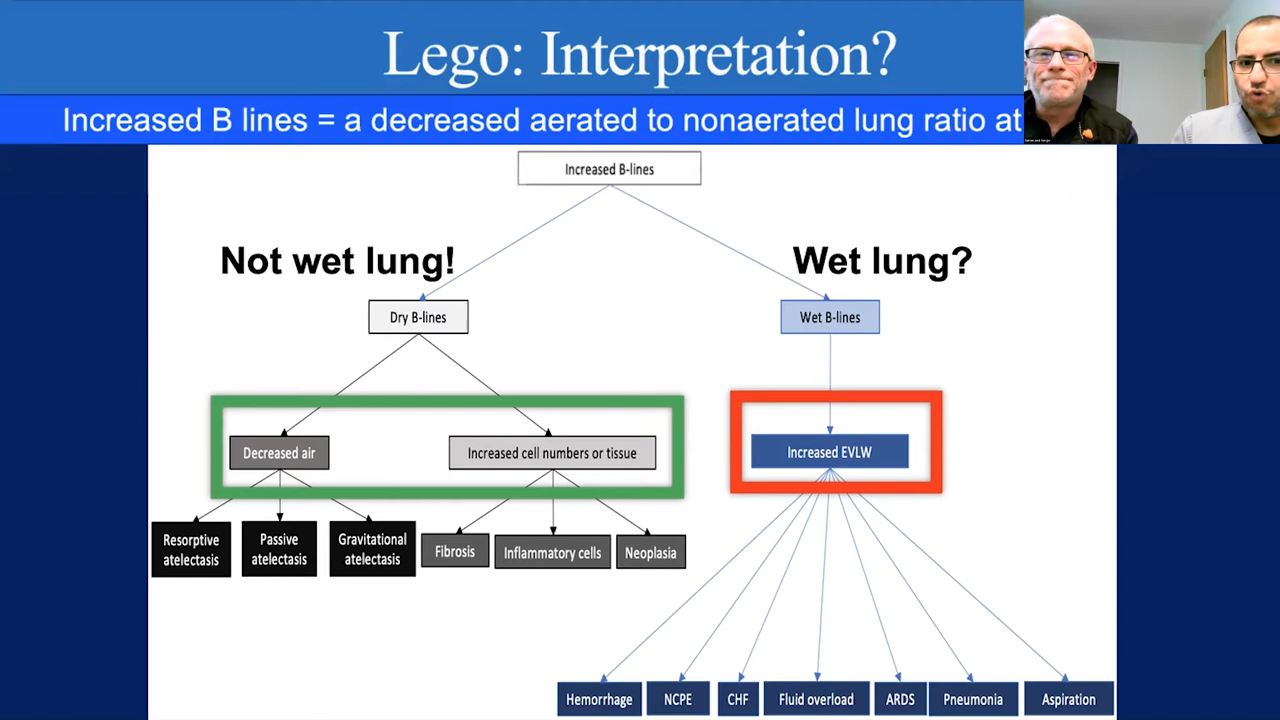 Lego: Interpretation?
Increased B lines = a decreased aerated to nonaerated lung ratio at
Increased B-lines
Not wet lung!
Wet lung?
Dry B-lines
Wet B-lines
Decreased air
Increased cell numbers or tissue
Increased EVLW
Resorptive
atelectasis
Passive
atelectasis
Gravitational
atelectasis
Fibrosis
Inflammatory cells
Neoplasia
Hemorrhage
NCPE
CHF
Fluid overload
ARDS
Pneumonia
Aspiration